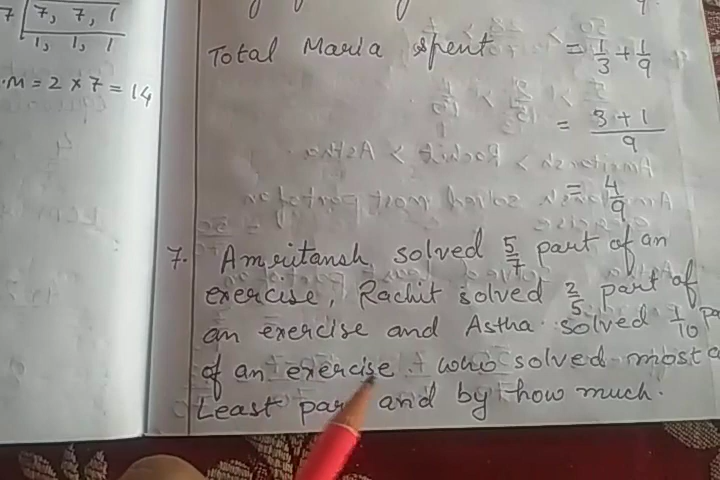 7 7, 7, 1
1, 1, 1
.M = 2 × 7 = 14
Total Maria spent = 1/3 + 1/9
= 3+1/9
= 4/9
7. Amritansh solved 5/7 part of an
exercise, Rachit solved 2/5 part of
an exercise and Astha solved 1/10
of an exercise. who solved most
Least part and by how much.